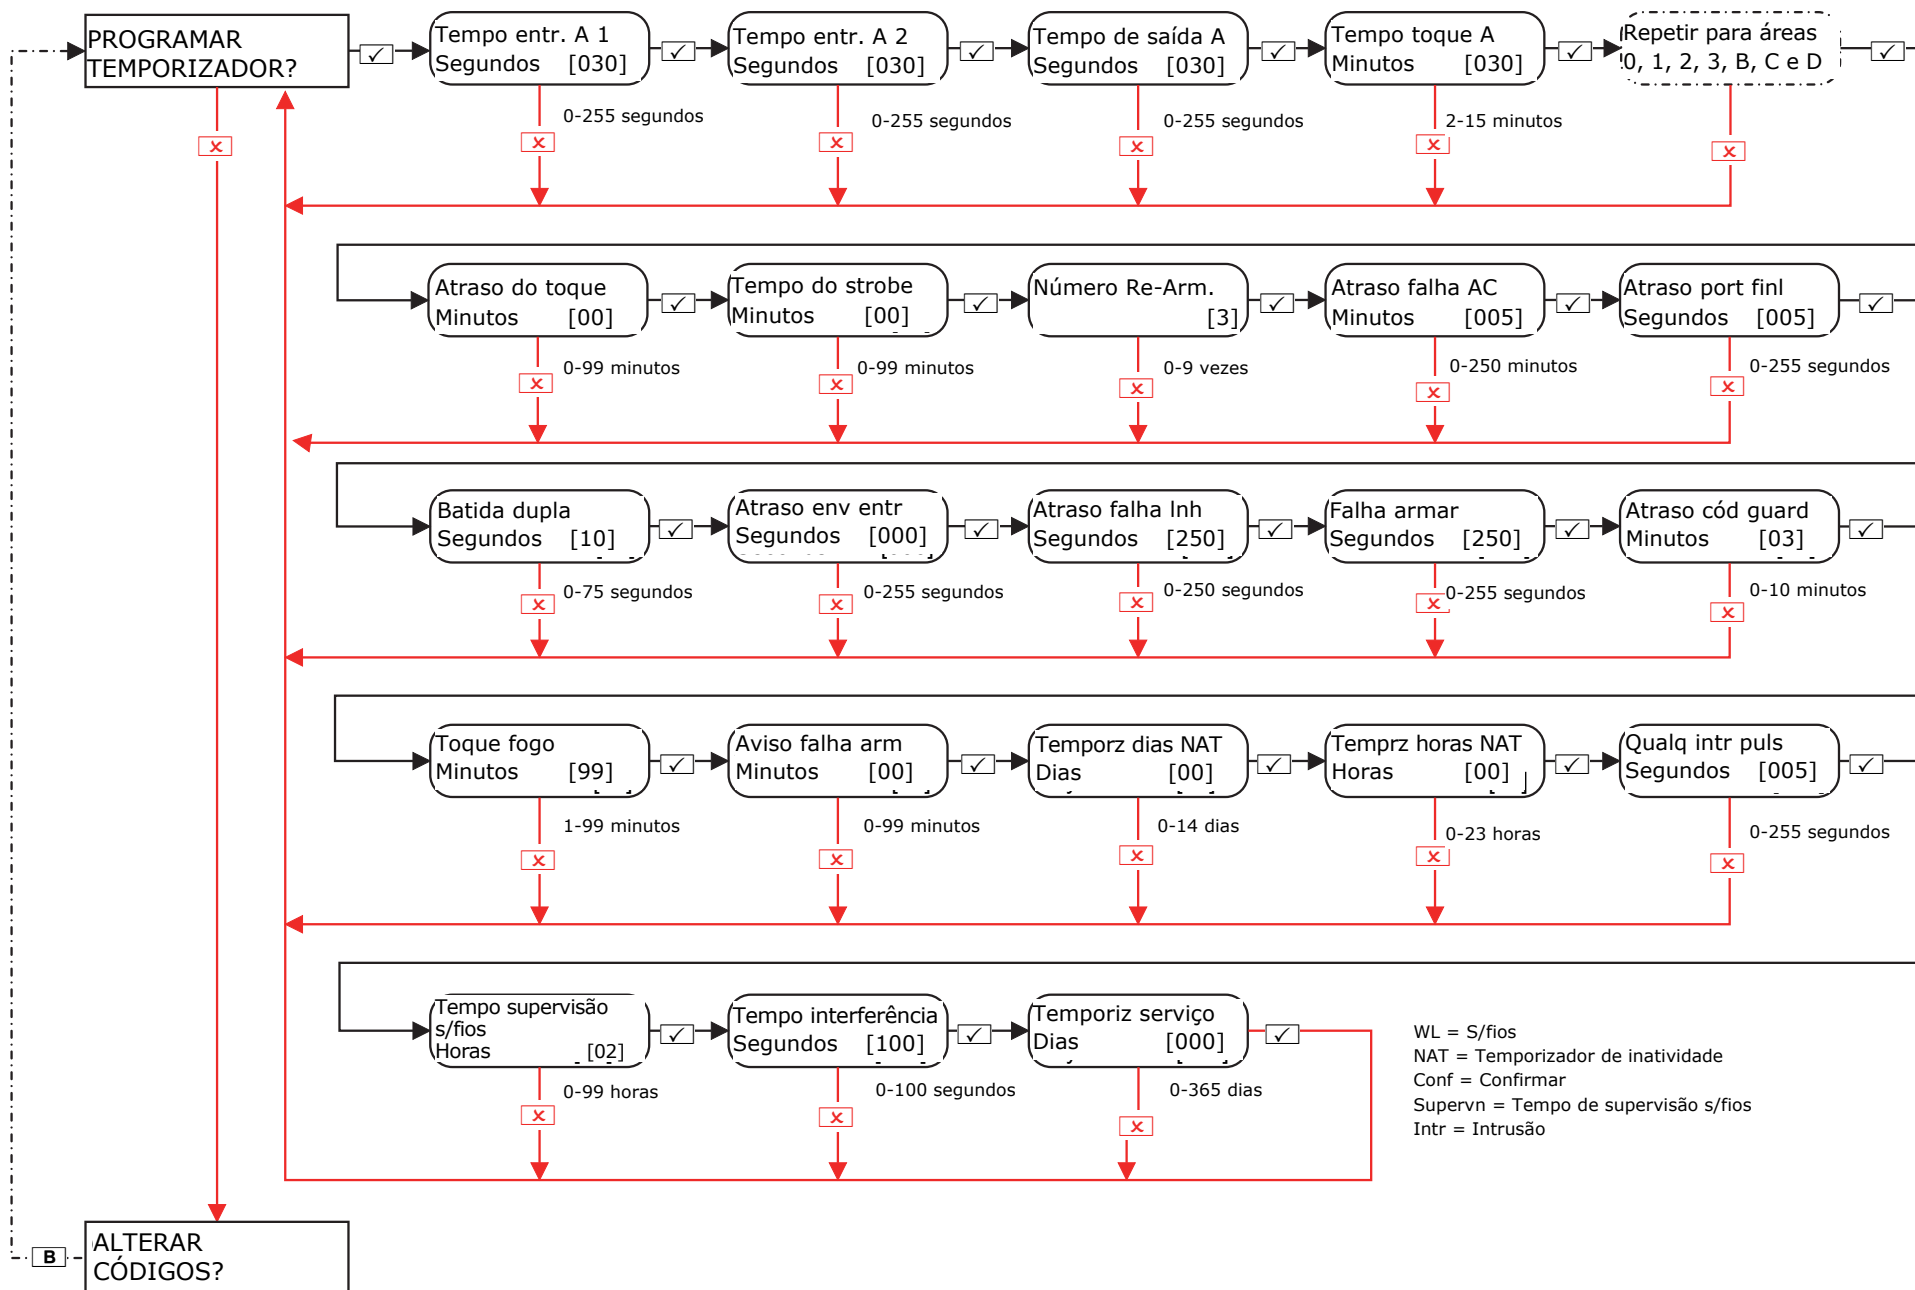 PROGRAMAR
TEMPORIZADOR?
Tempo entr. A 1
Segundos [030]
0-255 segundos
Tempo entr. A 2
Segundos [030]
0-255 segundos
Tempo de saída A
Segundos [030]
0-255 segundos
Tempo toque A
Minutos [030]
2-15 minutos
Repetir para áreas
0, 1, 2, 3, B, C e D
Atraso do toque
Minutos [00]
0-99 minutos
Tempo do strobe
Minutos [00]
0-99 minutos
Número Re-Arm.
[3]
0-9 vezes
Atraso falha AC
Minutos [005]
0-250 minutos
Atraso port finl
Segundos [005]
0-255 segundos
Batida dupla
Segundos [10]
0-75 segundos
Atraso env entr
Segundos [000]
0-255 segundos
Atraso falha lnh
Segundos [250]
0-250 segundos
Falha armar
Segundos [250]
0-255 segundos
Atraso cód guard
Minutos [03]
0-10 minutos
Toque fogo
Minutos [99]
1-99 minutos
Aviso falha arm
Minutos [00]
0-99 minutos
Temporz dias NAT
Dias [00]
0-14 dias
Temprz horas NAT
Horas [00]
0-23 horas
Qualq intr puls
Segundos [005]
0-255 segundos
Tempo supervisão
s/fios
Horas [02]
0-99 horas
Tempo interferência
Segundos [100]
0-100 segundos
Temporiz serviço
Dias [000]
0-365 dias
WL = S/fios
NAT = Temporizador de inatividade
Conf = Confirmar
Supervn = Tempo de supervisão s/fios
Intr = Intrusão
B
ALTERAR
CÓDIGOS?